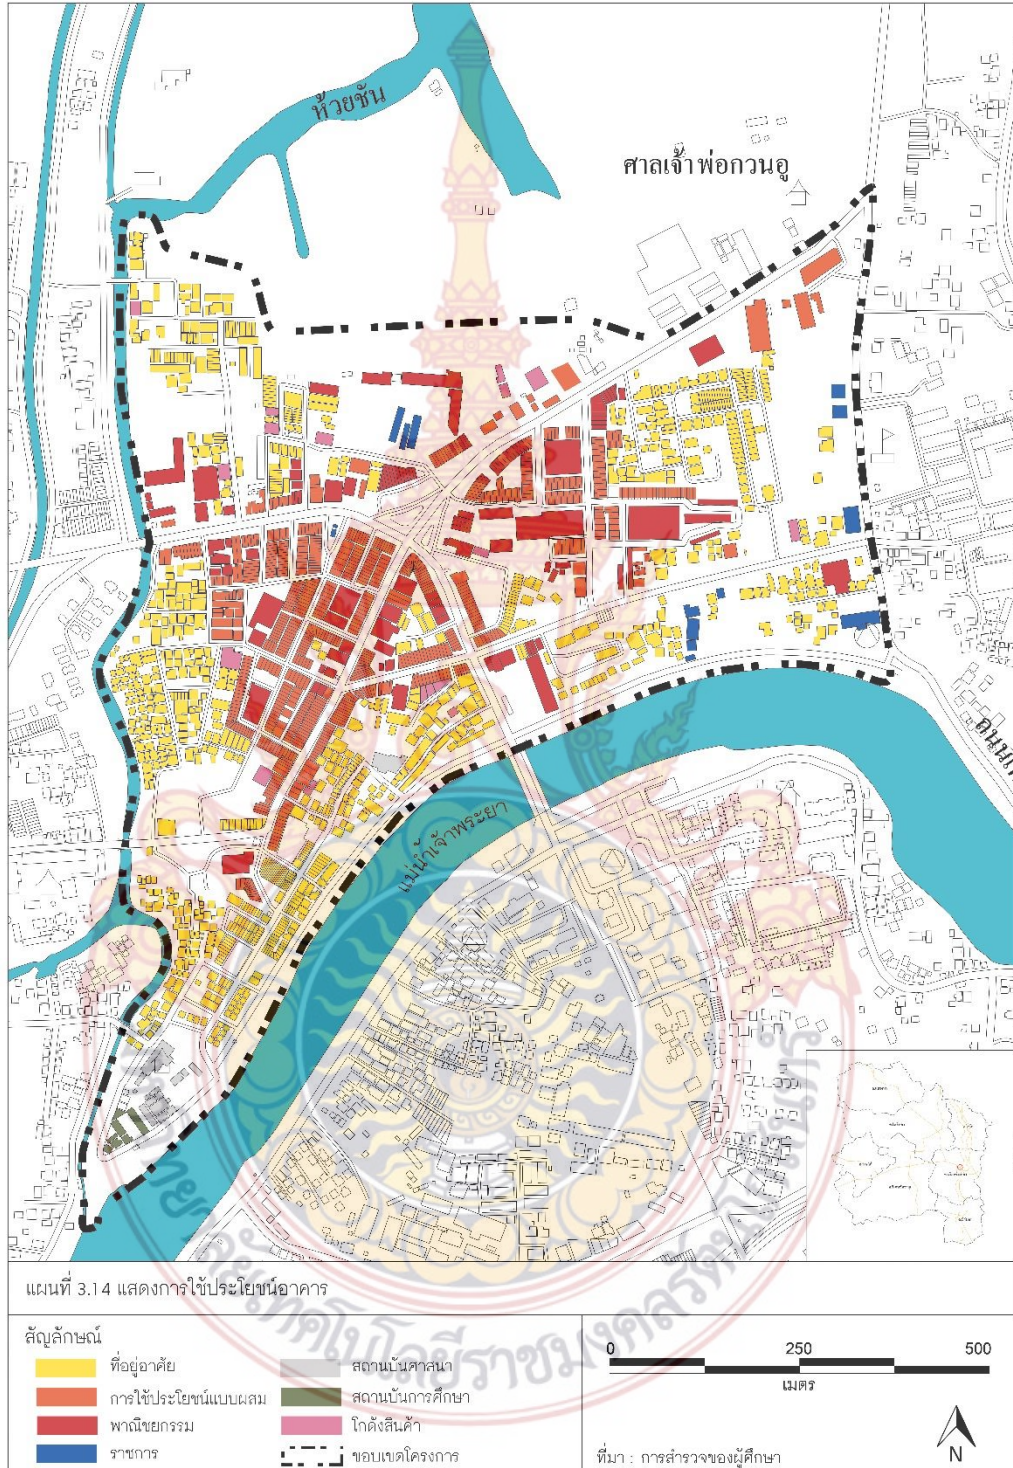 ห้วยชัน
ศาลเจ้าพ่อกวนอู
แม่น้ำเจ้าพระยา
แผนที่ 3.14 แสดงการใช้ประโยชน์อาคาร
สัญลักษณ์
ที่อยู่อาศัย
การใช้ประโยชน์แบบผสม
พาณิชยกรรม
ราชการ
สถาบันศาสนา
สถาบันการศึกษา
โกดังสินค้า
ขอบเขตโครงการ
0 250 500
เมตร
ที่มา : การสำรวจของผู้ศึกษา
N